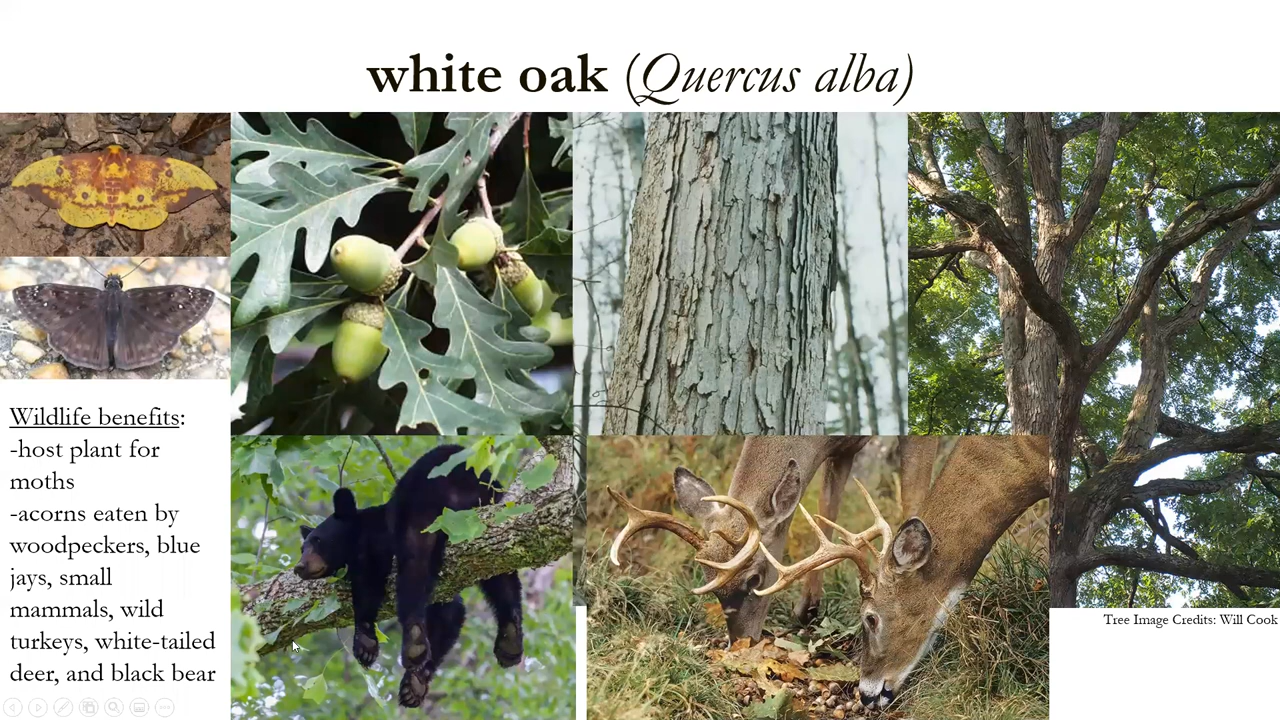 white oak (Quercus alba)
Wildlife benefits:
-host plant for
moths
-acorns eaten by
woodpeckers, blue
jays, small
mammals, wild
turkeys, white-tailed
deer, and black bear
Tree Image Credits: Will Cook